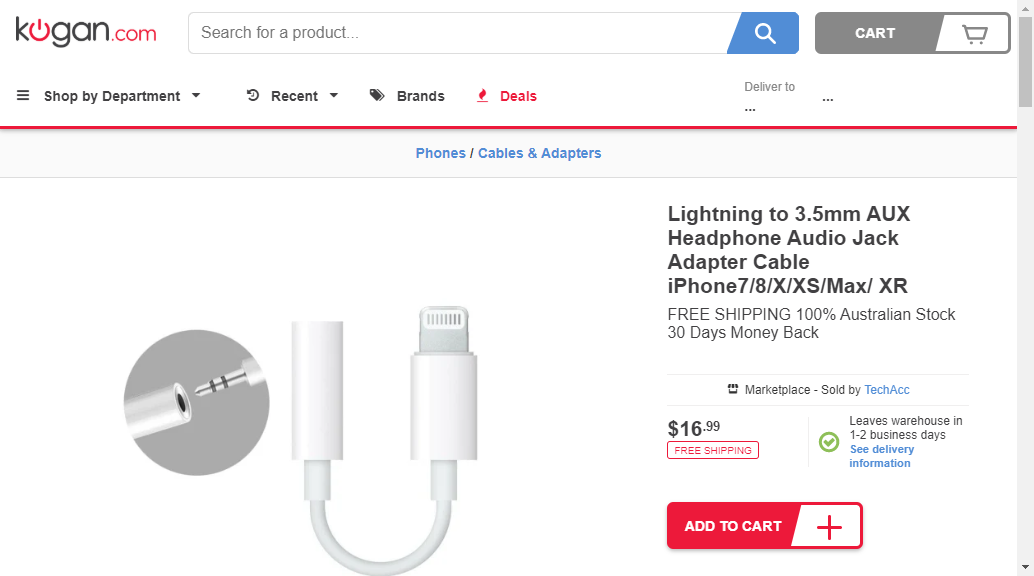 kogan.com
Search for a product...
CART
Shop by Department
Recent
Brands
Deals
Deliver to
...
...
Phones / Cables & Adapters
Lightning to 3.5mm AUX
Headphone Audio Jack
Adapter Cable
iPhone7/8/X/XS/Max/ XR
FREE SHIPPING 100% Australian Stock
30 Days Money Back
Marketplace - Sold by TechAcc
$16.99
FREE SHIPPING
Leaves warehouse in
1-2 business days
See delivery
information
ADD TO CART